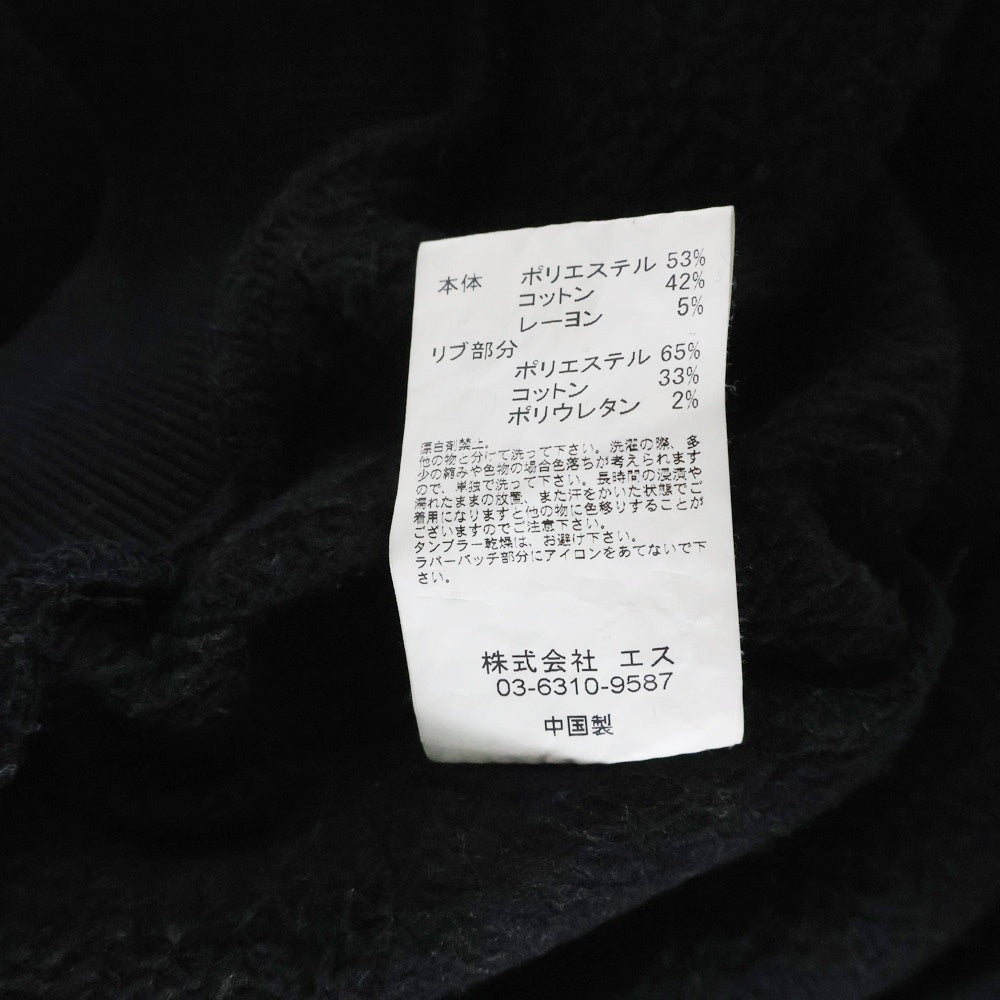 本体 ポリエステル 53%
コットン 42%
レーヨン 5%
リブ部分
ポリエステル 65%
コットン 33%
ポリウレタン 2%
漂白剤禁止。
他の物と分けて洗って下さい。洗濯の際、多
少の縮みや色物の場合色落ちが考えられます
ので、単独で洗って下さい。長時間の浸漬や
濡れたままの放置、また汗をかいた状態でご
着用になりますと他の物に色移りすることが
ございますのでご注意下さい。
タンブラー乾燥は、お避け下さい。
ラバーパッチ部分にアイロンをあてないで下
さい。
株式会社 エス
03-6310-9587
中国製